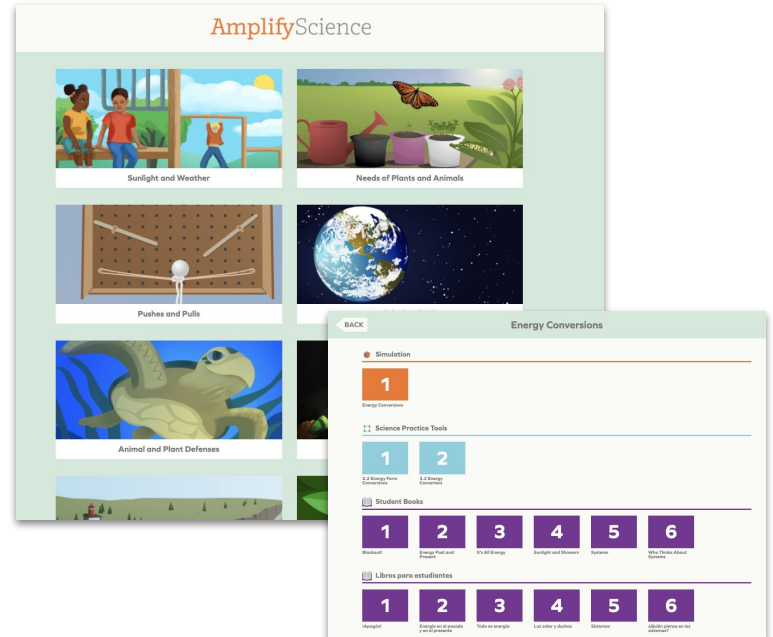 AmplifyScience
Sunlight and Weather
Needs of Plants and Animals
Pushes and Pulls
Animal and Plant Defenses
BACK
Energy Conversions
Simulation
1
Energy Conversions
Science Practice Tools
1 2
2.2 Energy Form Conversions
3.2 Energy Converters
Student Books
1 2 3 4 5 6
Blackout!
Energy Past and Present
It's All Energy
Sunlight and Showers
Systems
Who Thinks About Systems
Libros para estudiantes
1 2 3 4 5 6
¡Apagón!
Energía en el pasado y en el presente
Todo es energía
Luz solar y duchas
Sistemas
¿Quién piensa en los sistemas?